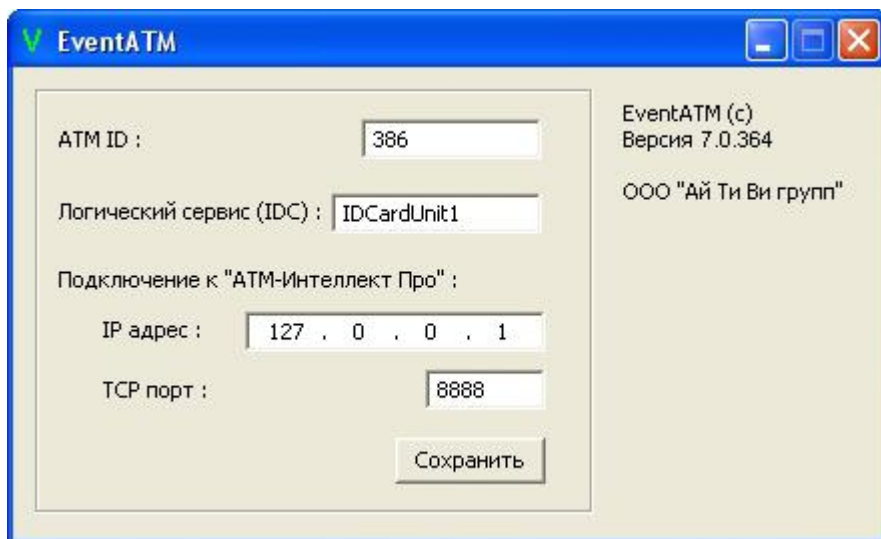 EventATM
ATM ID :
386
EventATM (c)
Версия 7.0.364
ООО "Ай Ти Ви групп"
Логический сервис (IDC) :
IDCardUnit1
Подключение к "АТМ-Интеллект Про" :
IP адрес :
127 . 0 . 0 . 1
TCP порт :
8888
Сохранить